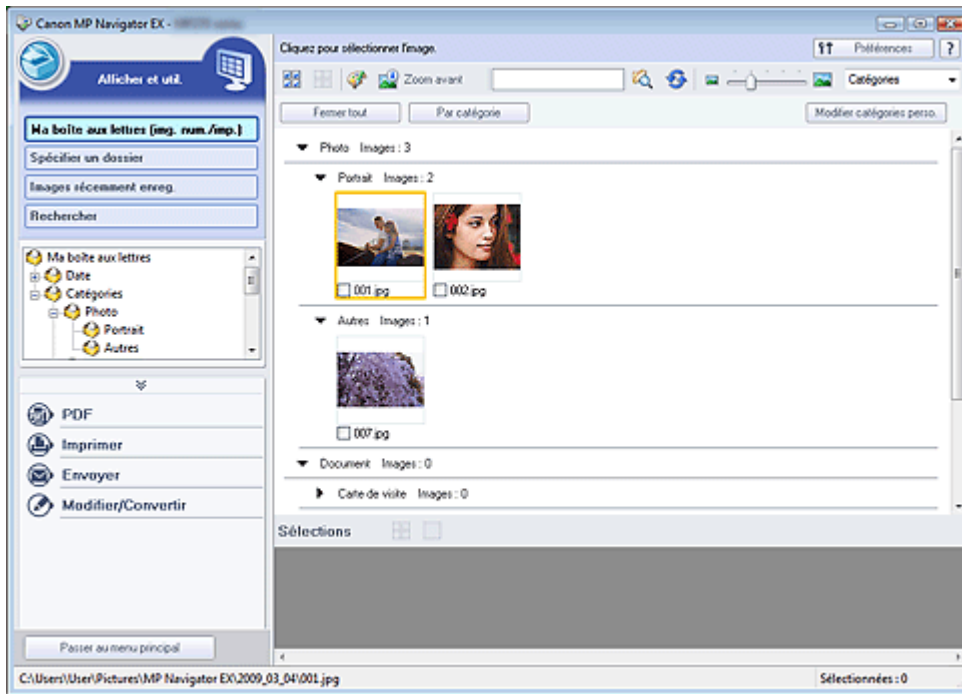 Canon MP Navigator EX -
Afficher et util.
Ma boîte aux lettres (img. num./imp.)
Spécifier un dossier
Images récemment enreg.
Rechercher
Ma boîte aux lettres
Date
Catégories
Photo
Portrait
Autres
PDF
Imprimer
Envoyer
Modifier/Convertir
Passer au menu principal
Cliquez pour sélectionner l'image.
Préférences
?
Zoom avant
Catégories
Fermer tout
Par catégorie
Modifier catégories perso.
Photo Images : 3
Portrait Images : 2
001.jpg
002.jpg
Autres Images : 1
007.jpg
Document Images : 0
Carte de visite Images : 0
Sélections
C:\Users\User\Pictures\MP Navigator EX\2009_03_04\001.jpg
Sélectionnées : 0